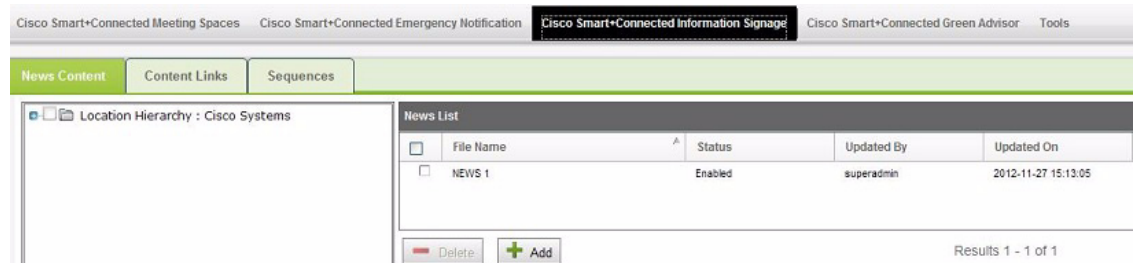 Cisco Smart+Connected Meeting Spaces Cisco Smart+Connected Emergency Notification Cisco Smart+Connected Information Signage Cisco Smart+Connected Green Advisor Tools
News Content Content Links Sequences
Location Hierarchy : Cisco Systems
News List
File Name Status Updated By Updated On
NEWS 1 Enabled superadmin 2012-11-27 15:13:05
Delete Add Results 1 - 1 of 1